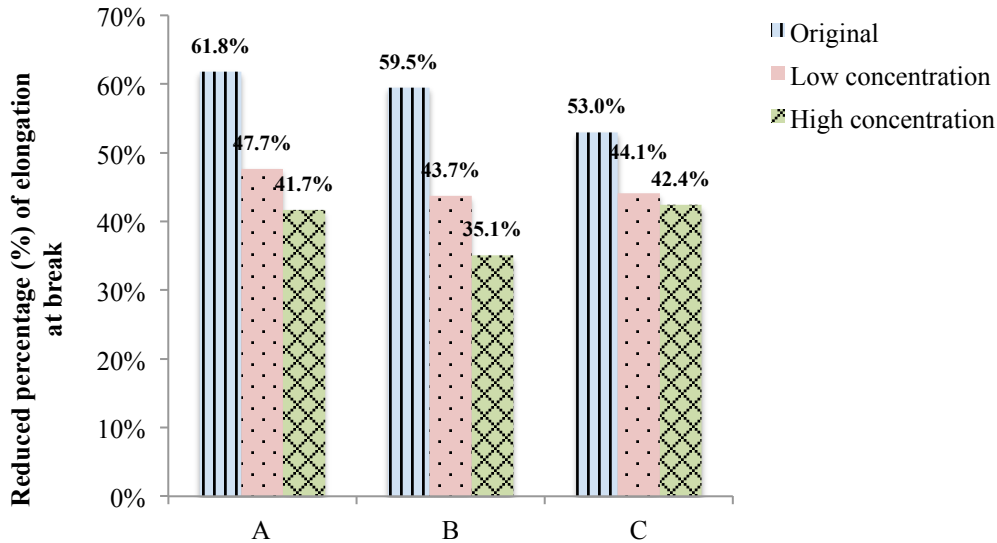 70%
60%
50%
40%
30%
20%
10%
0%
Reduced percentage (%) of elongation
at break
61.8%
47.7%
41.7%
59.5%
43.7%
35.1%
53.0%
44.1%
42.4%
A
B
C
Original
Low concentration
High concentration